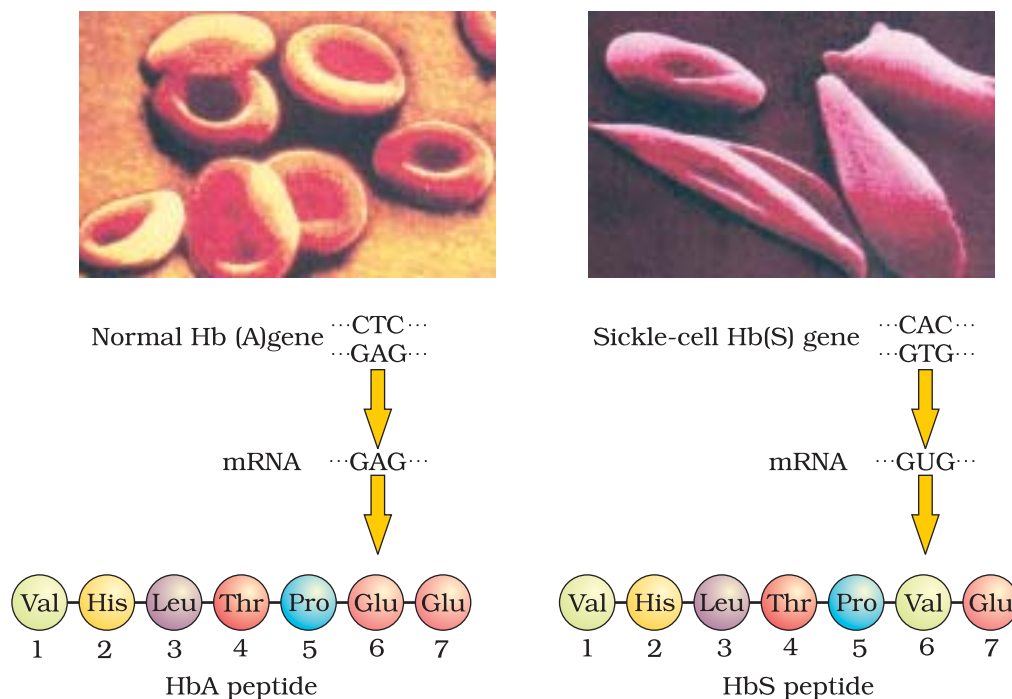 Normal Hb (A)gene
···CTC···
···GAG···
mRNA ···GAG···
Val His Leu Thr Pro Glu Glu
1 2 3 4 5 6 7
HbA peptide
Sickle-cell Hb(S) gene
···CAC···
···GTG···
mRNA ···GUG···
Val His Leu Thr Pro Val Glu
1 2 3 4 5 6 7
HbS peptide